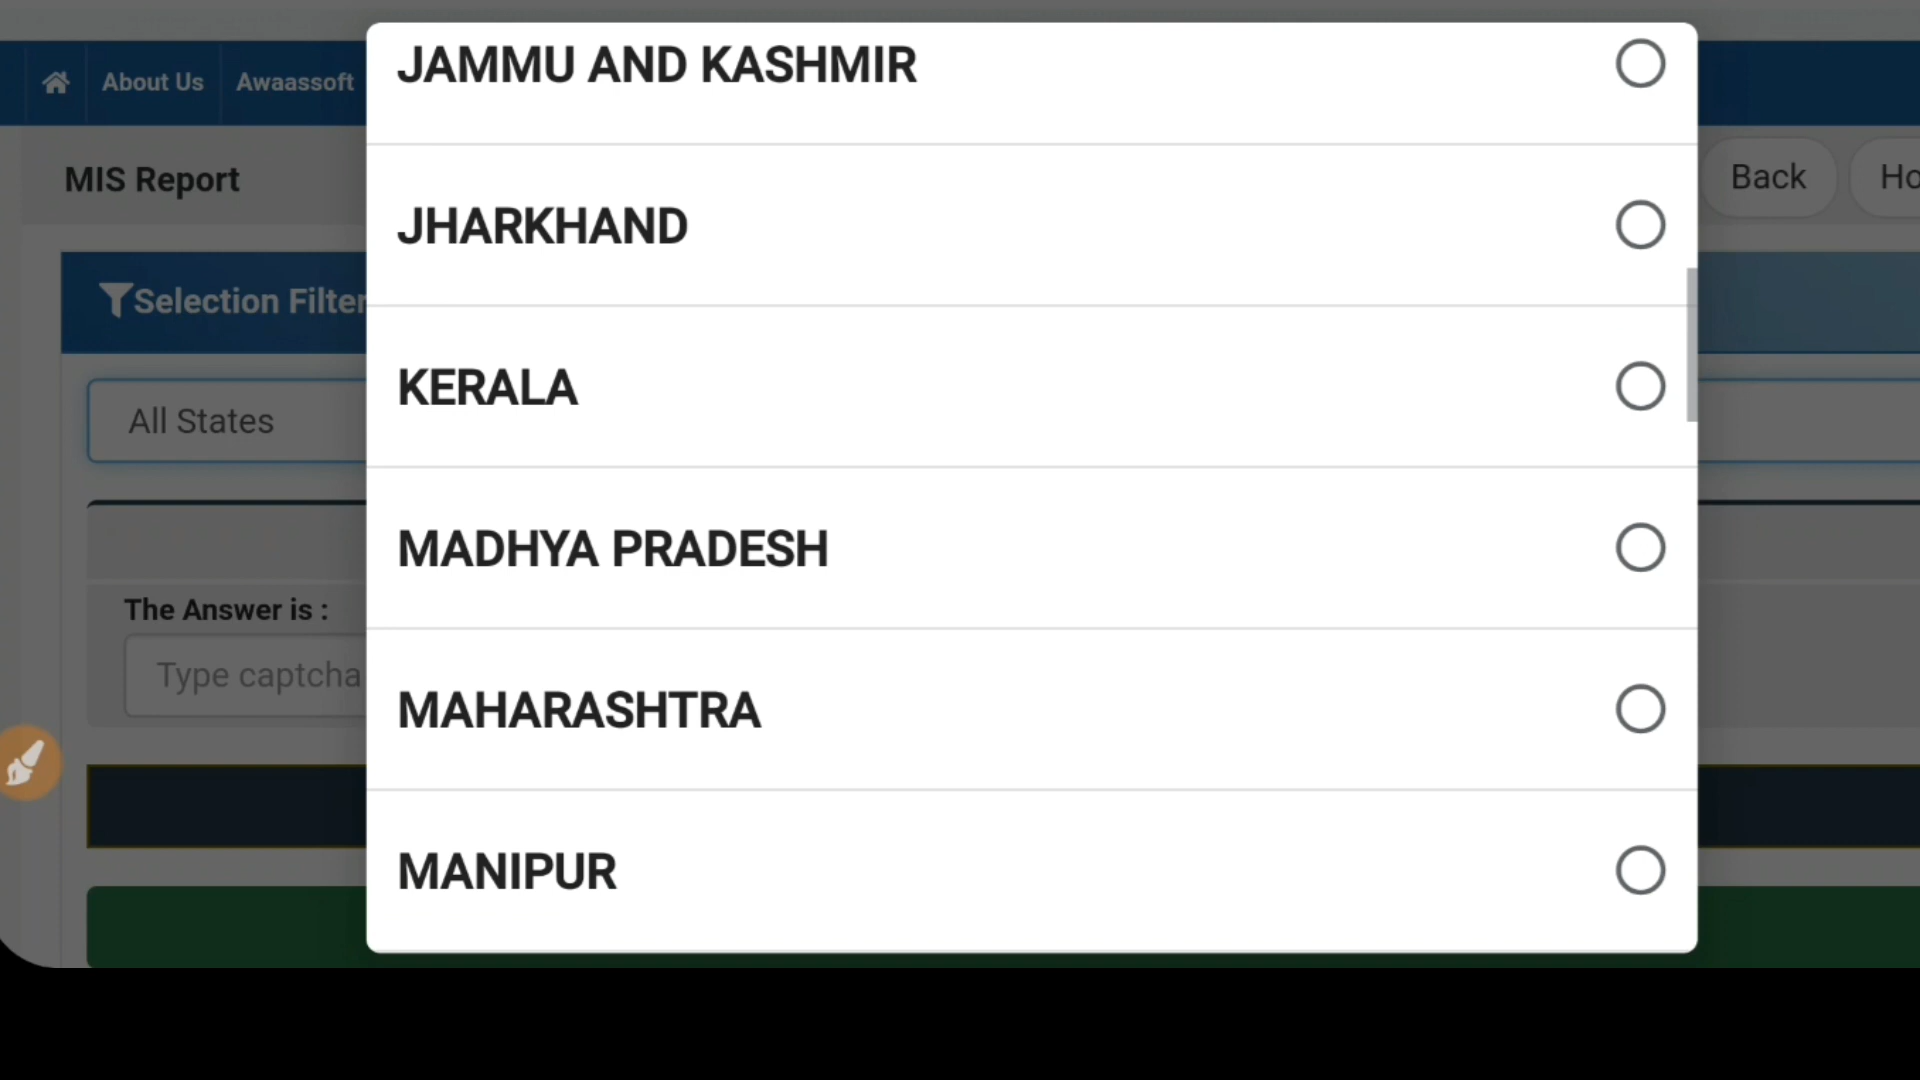 JAMMU AND KASHMIR
About Us
Awaassoft
MIS Report
Back
JHARKHAND
Selection Filter
KERALA
All States
MADHYA PRADESH
The Answer is :
Type captcha
MAHARASHTRA
MANIPUR